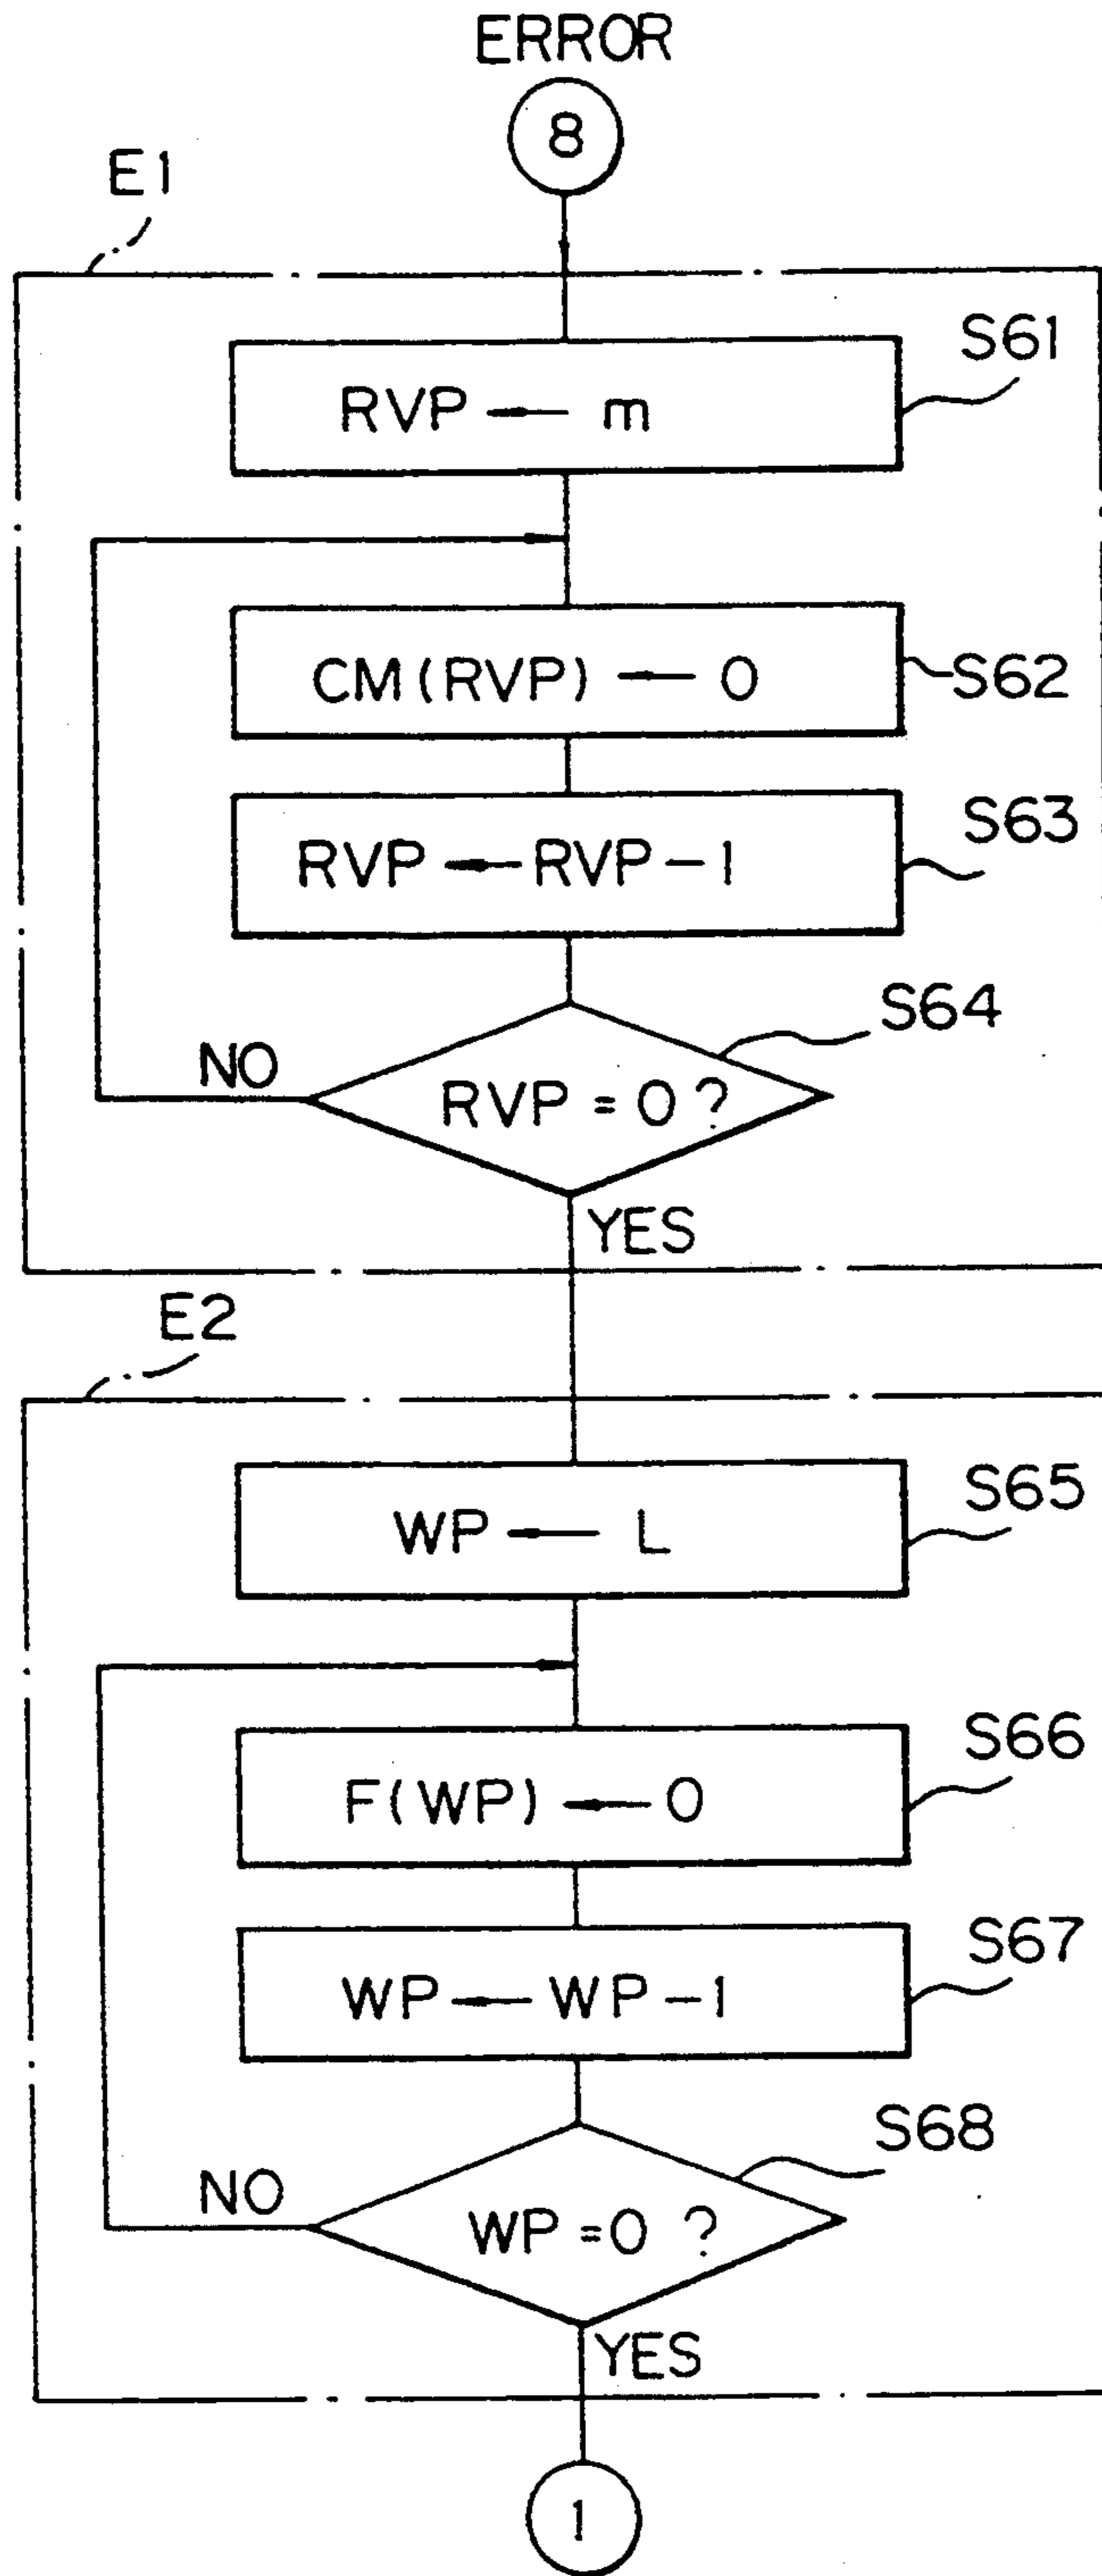 ERROR
8
E1
S61
RVP ← m
S62
CM(RVP) ← 0
S63
RVP ← RVP-1
S64
NO
RVP = 0 ?
YES
E2
S65
WP ← L
S66
F(WP) ← 0
S67
WP ← WP-1
S68
NO
WP = 0 ?
YES
1